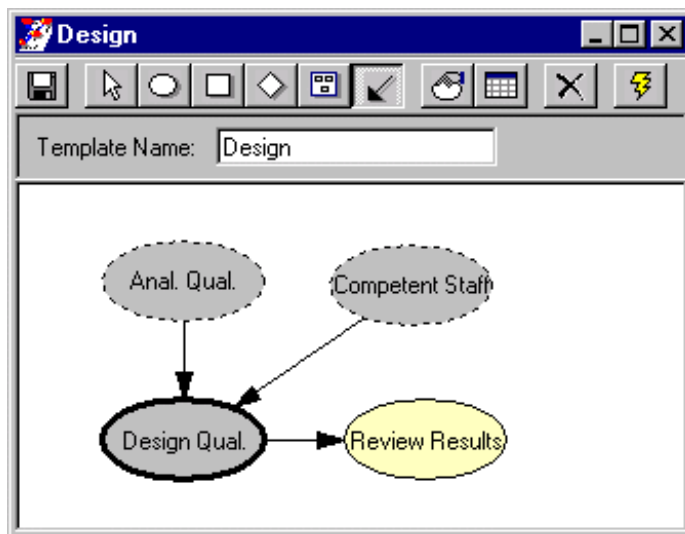 Design
Template Name: Design
Anal. Qual.
Competent Staff
Design Qual.
Review Results